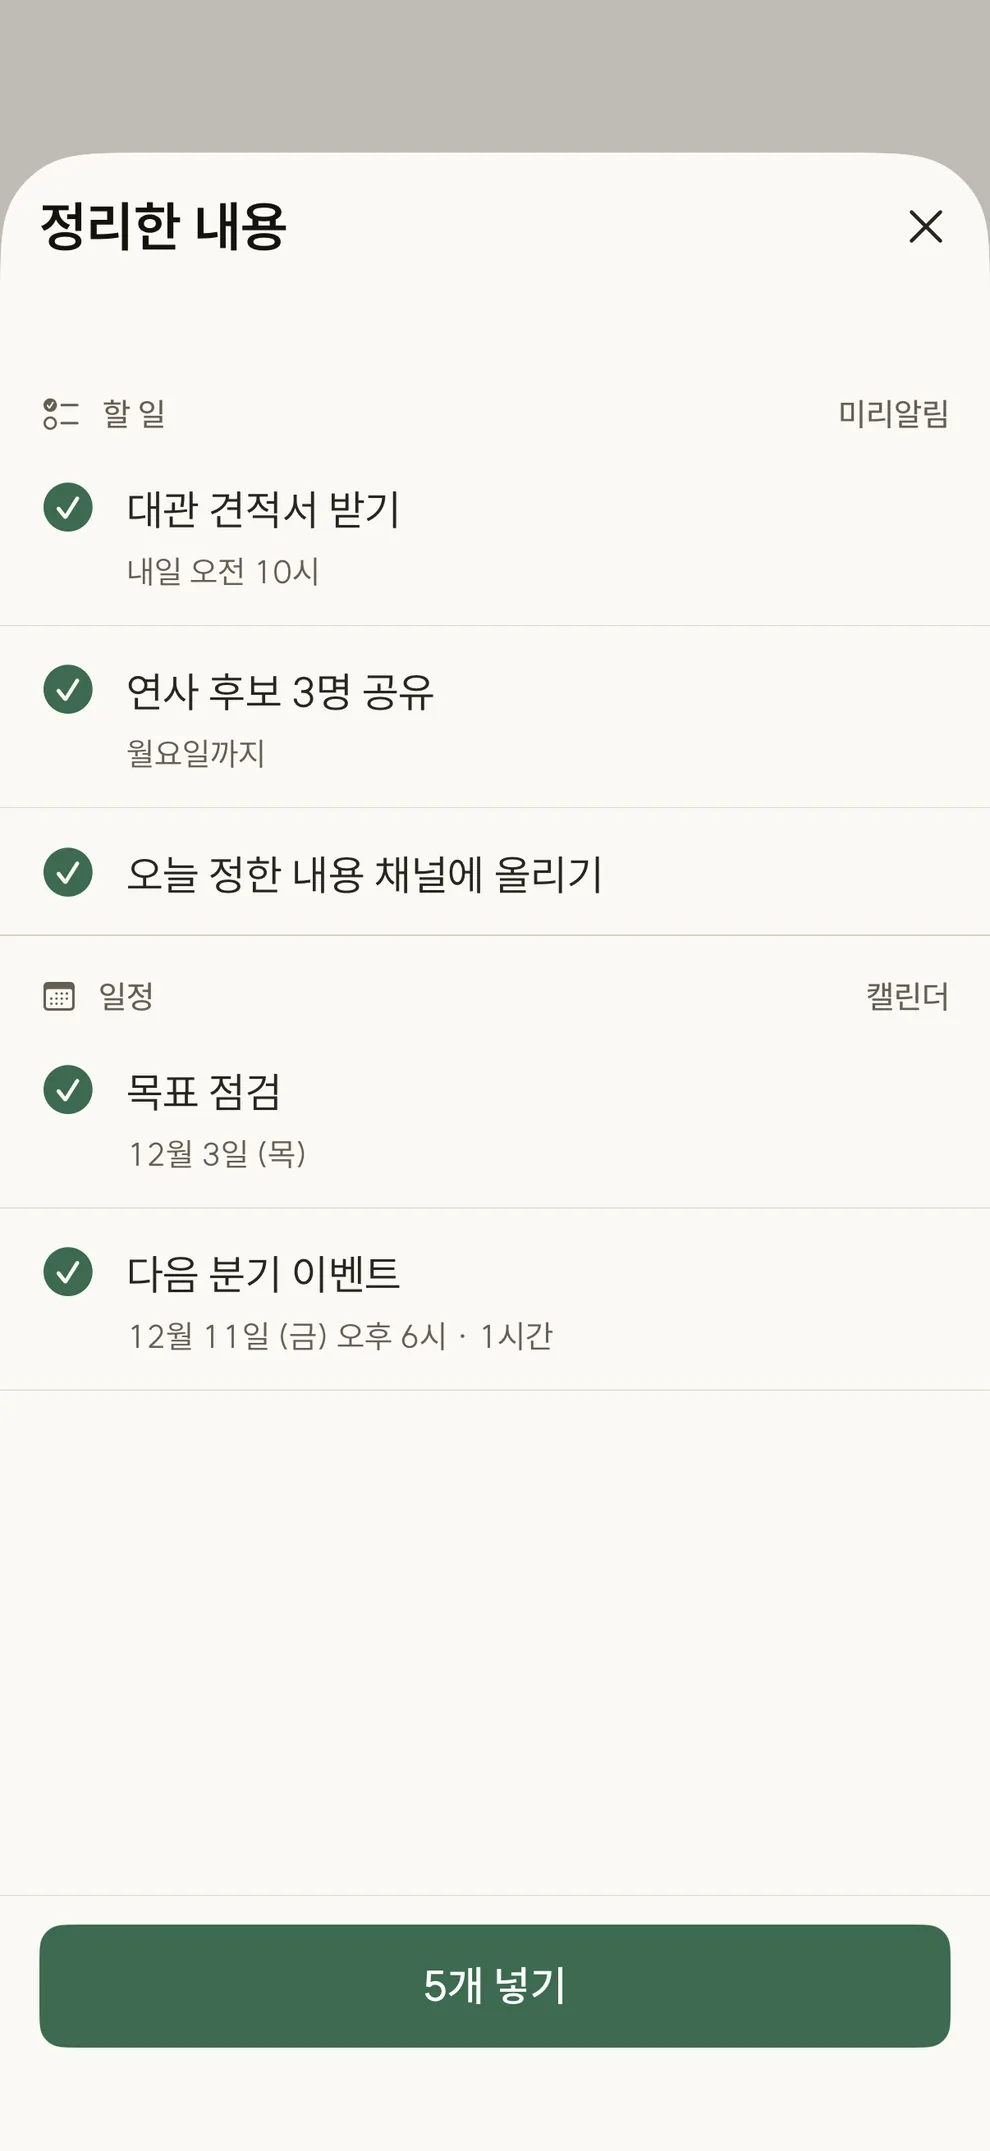 정리한 내용
할 일
미리알림
대관 견적서 받기
내일 오전 10시
연사 후보 3명 공유
월요일까지
오늘 정한 내용 채널에 올리기
일정
캘린더
목표 점검
12월 3일 (목)
다음 분기 이벤트
12월 11일 (금) 오후 6시 · 1시간
5개 넣기